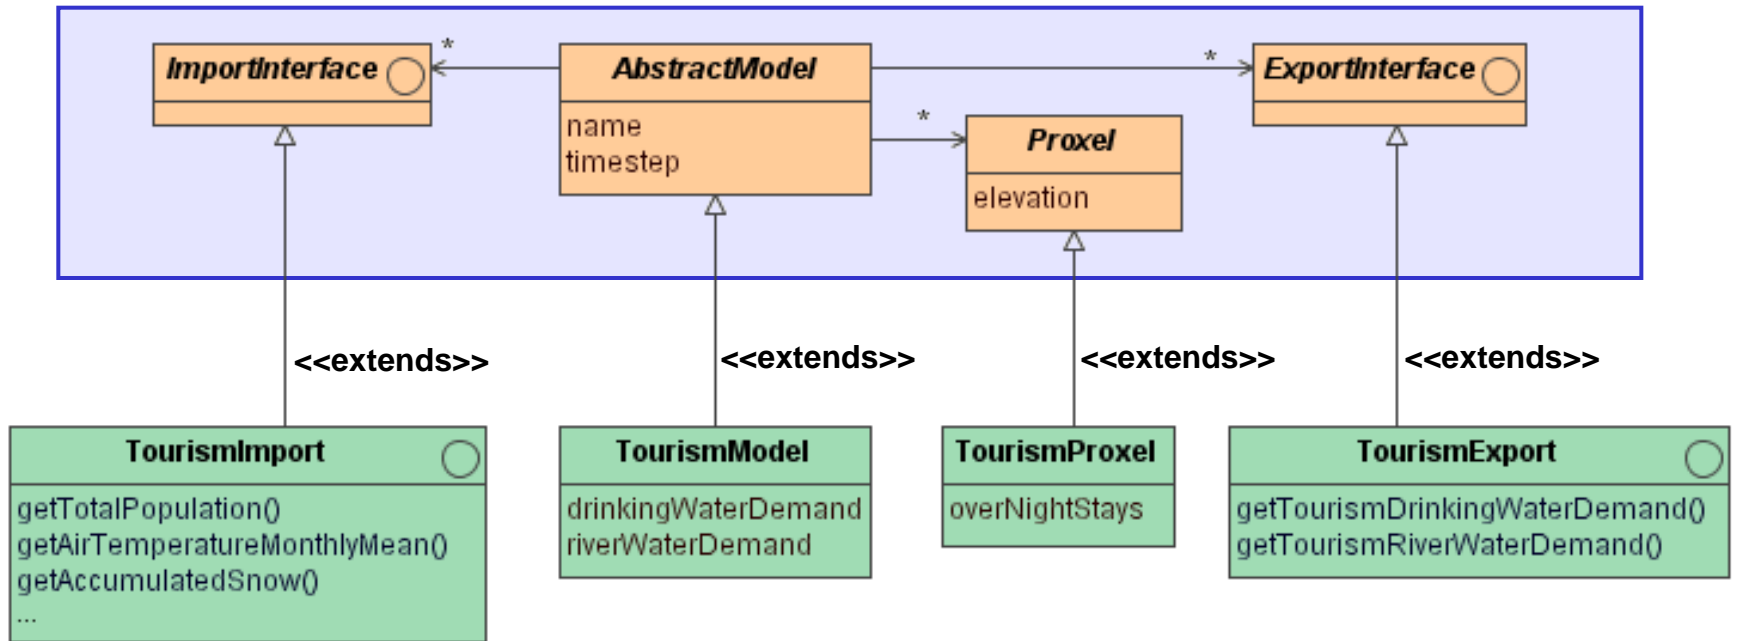 ImportInterface
*
AbstractModel
name
timestep
*
ExportInterface
*
Proxel
elevation
<<extends>>
<<extends>>
<<extends>>
<<extends>>
TourismImport
getTotalPopulation()
getAirTemperatureMonthlyMean()
getAccumulatedSnow()
...
TourismModel
drinkingWaterDemand
riverWaterDemand
TourismProxel
overNightStays
TourismExport
getTourismDrinkingWaterDemand()
getTourismRiverWaterDemand()